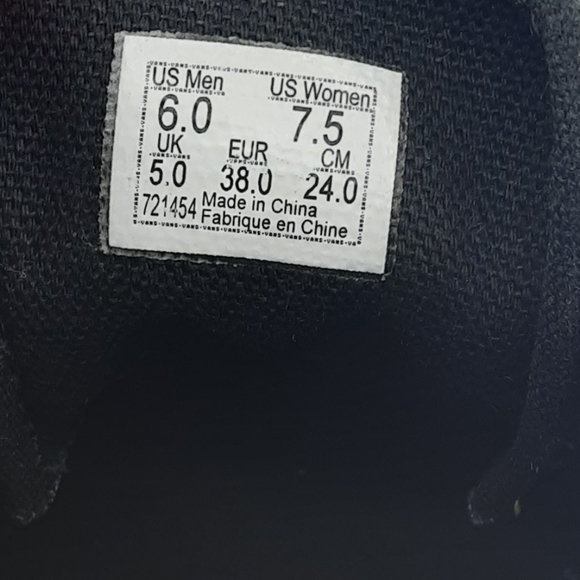 US Men US Women
6.0 7.5
UK EUR CM
5.0 38.0 24.0
721454 Made in China
Fabrique en Chine